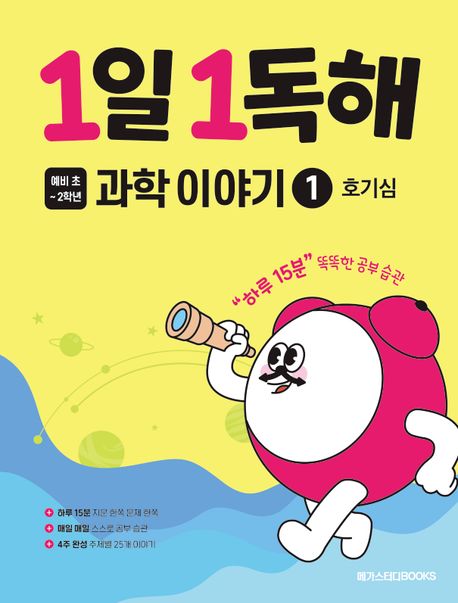 1일 1독해
예비 초
~ 2학년
과학 이야기 1 호기심
“하루 15분” 똑똑한 공부 습관
하루 15분 지문 한쪽 문제 한쪽
매일 매일 스스로 공부 습관
4주 완성 주제별 25개 이야기
메가스터디BOOKS